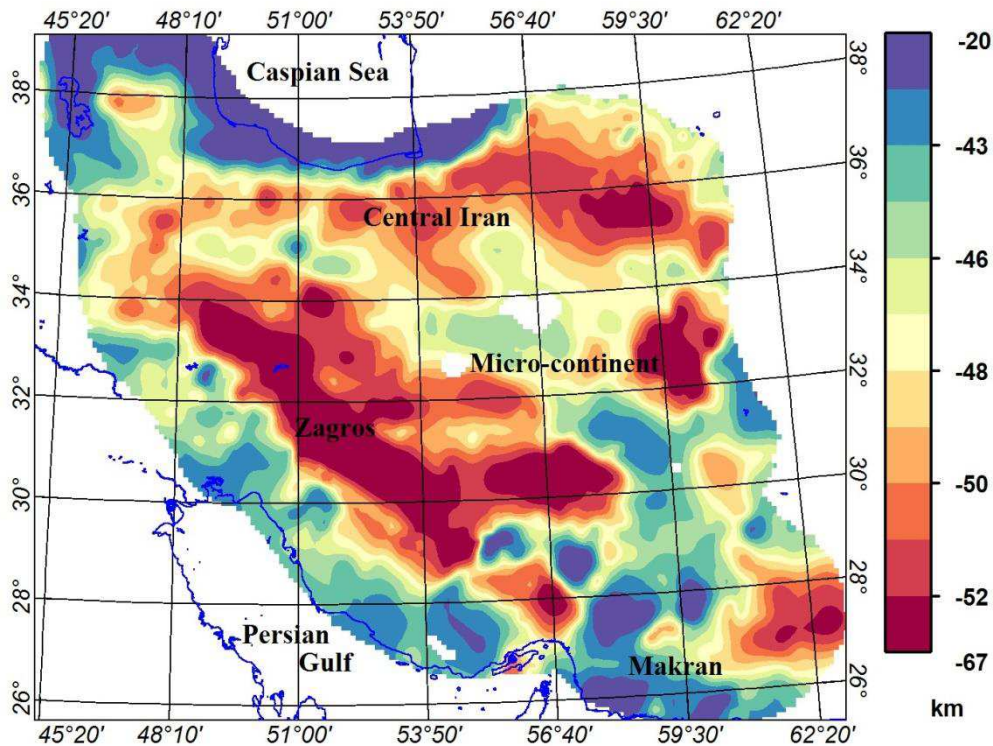 45°20' 48°10' 51°00' 53°50' 56°40' 59°30' 62°20'
38° 36° 34° 32° 30° 28° 26°
Caspian Sea
Central Iran
Micro-continent
Zagros
Persian
Gulf
Makran
38° 36° 34° 32° 30° 28° 26°
45°20' 48°10' 51°00' 53°50' 56°40' 59°30' 62°20'
-20
-43
-46
-48
-50
-52
-67
km